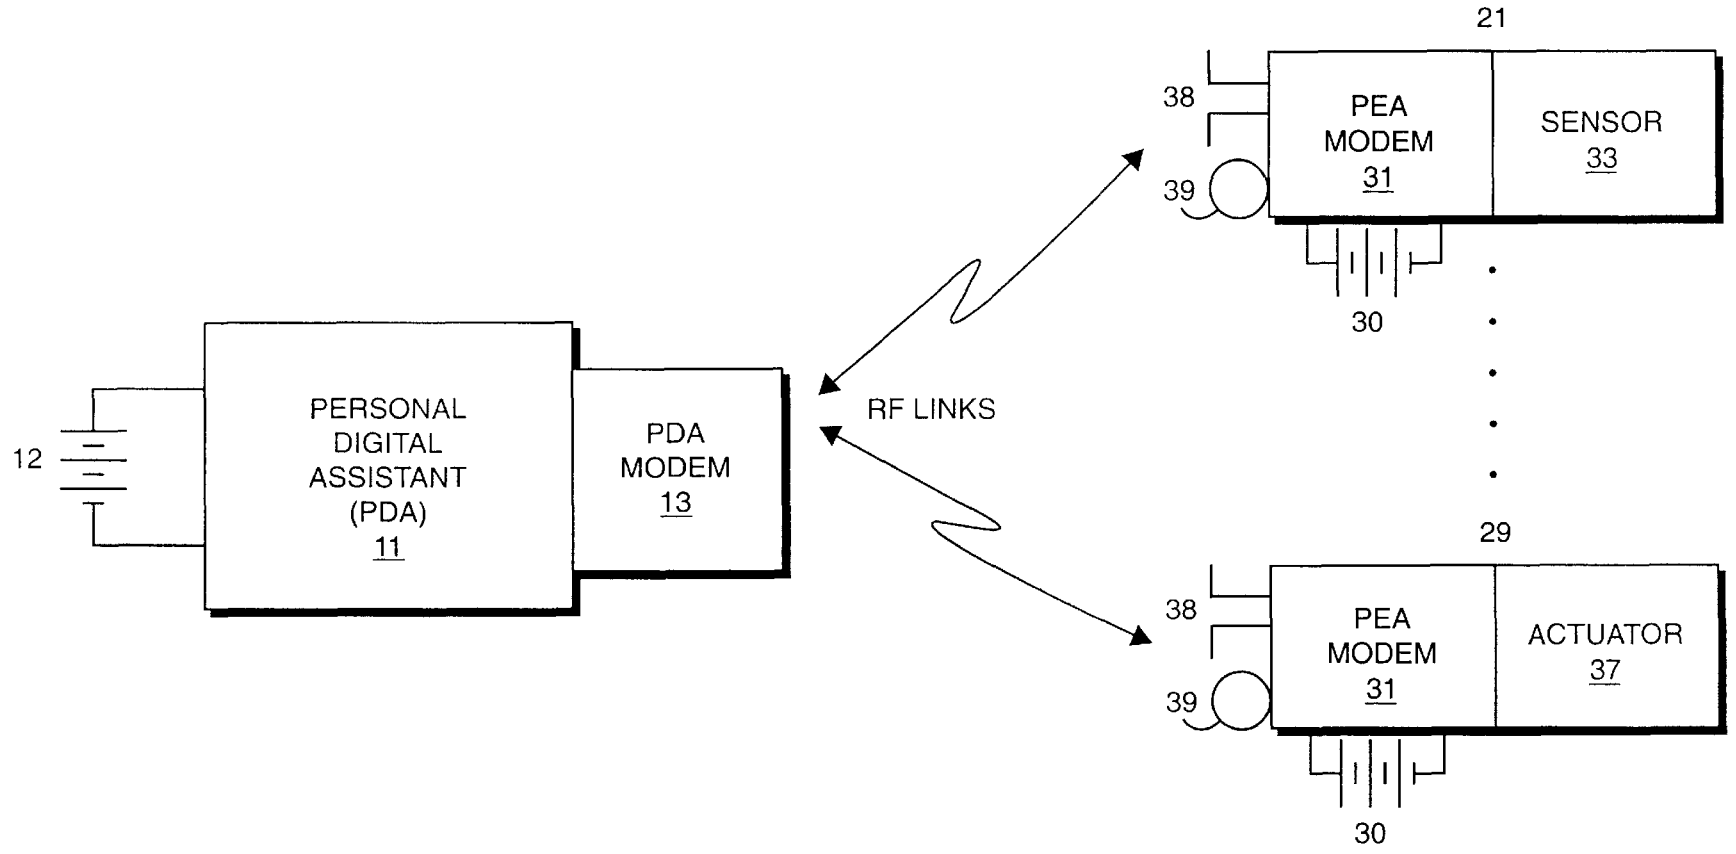 12
PERSONAL
DIGITAL
ASSISTANT
(PDA)
11
PDA
MODEM
13
RF LINKS
21
38
39
PEA
MODEM
31
SENSOR
33
30
29
38
39
PEA
MODEM
31
ACTUATOR
37
30